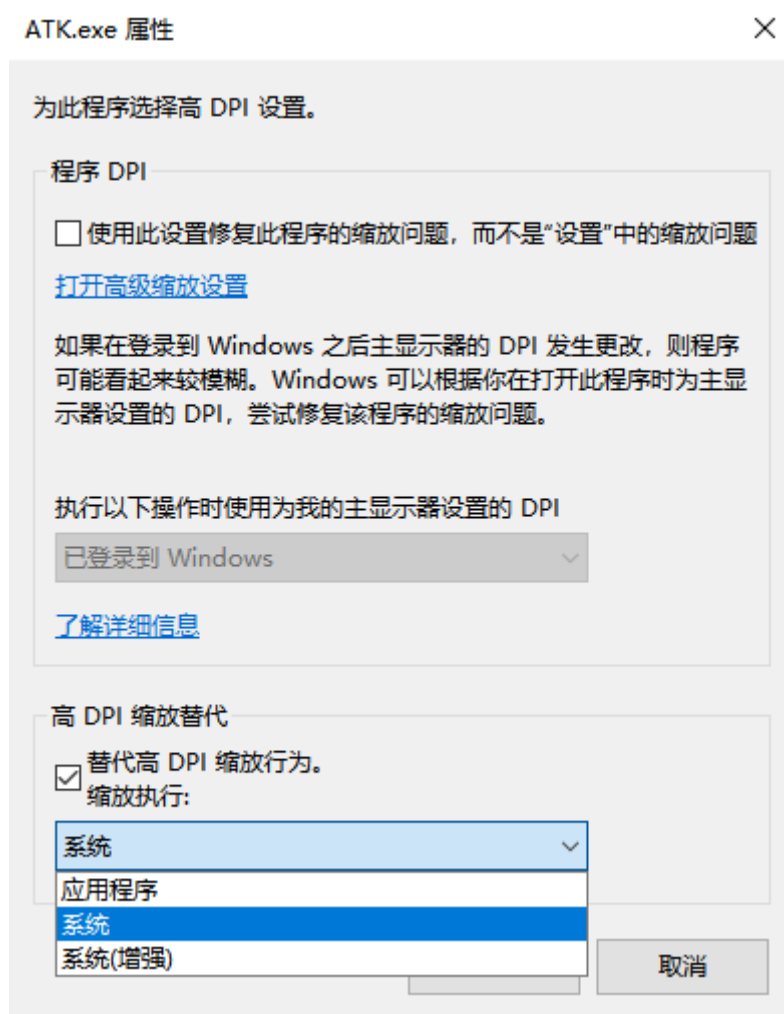 ATK.exe 属性
为此程序选择高 DPI 设置。
程序 DPI
使用此设置修复此程序的缩放问题，而不是“设置”中的缩放问题
打开高级缩放设置
如果在登录到 Windows 之后主显示器的 DPI 发生更改，则程序
可能看起来较模糊。Windows 可以根据你在打开此程序时为主显
示器设置的 DPI，尝试修复该程序的缩放问题。
执行以下操作时使用为我的主显示器设置的 DPI
已登录到 Windows
了解详细信息
高 DPI 缩放替代
替代高 DPI 缩放行为。
缩放执行:
系统
应用程序
系统
系统(增强)
取消